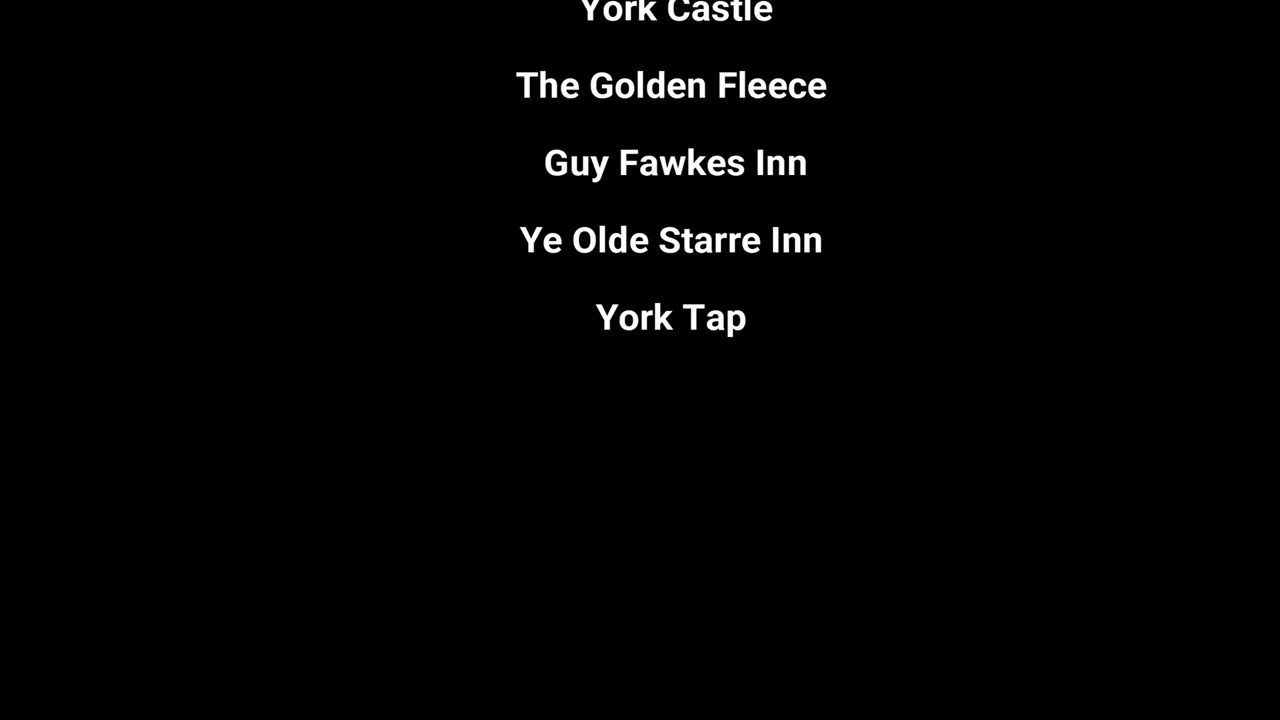 York Castle
The Golden Fleece
Guy Fawkes Inn
Ye Olde Starre Inn
York Tap